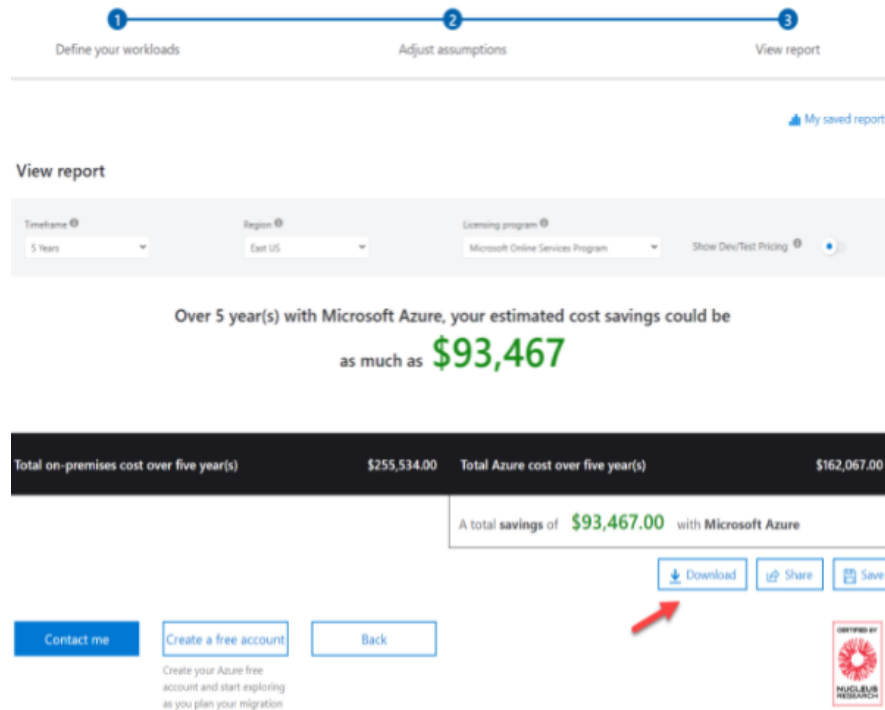 1
2
3
Define your workloads
Adjust assumptions
View report
My saved report
View report
Timeframe
Region
Licensing program
5 Years
East US
Microsoft Online Services Program
Show Dev/Test Pricing
Over 5 year(s) with Microsoft Azure, your estimated cost savings could be
as much as $93,467
Total on-premises cost over five year(s) $255,534.00
Total Azure cost over five year(s) $162,067.00
A total savings of $93,467.00 with Microsoft Azure
Download
Share
Save
Contact me
Create a free account
Back
Create your Azure free
account and start exploring
as you plan your migration
CERTIFIED BY
NUCLEUS
RESEARCH